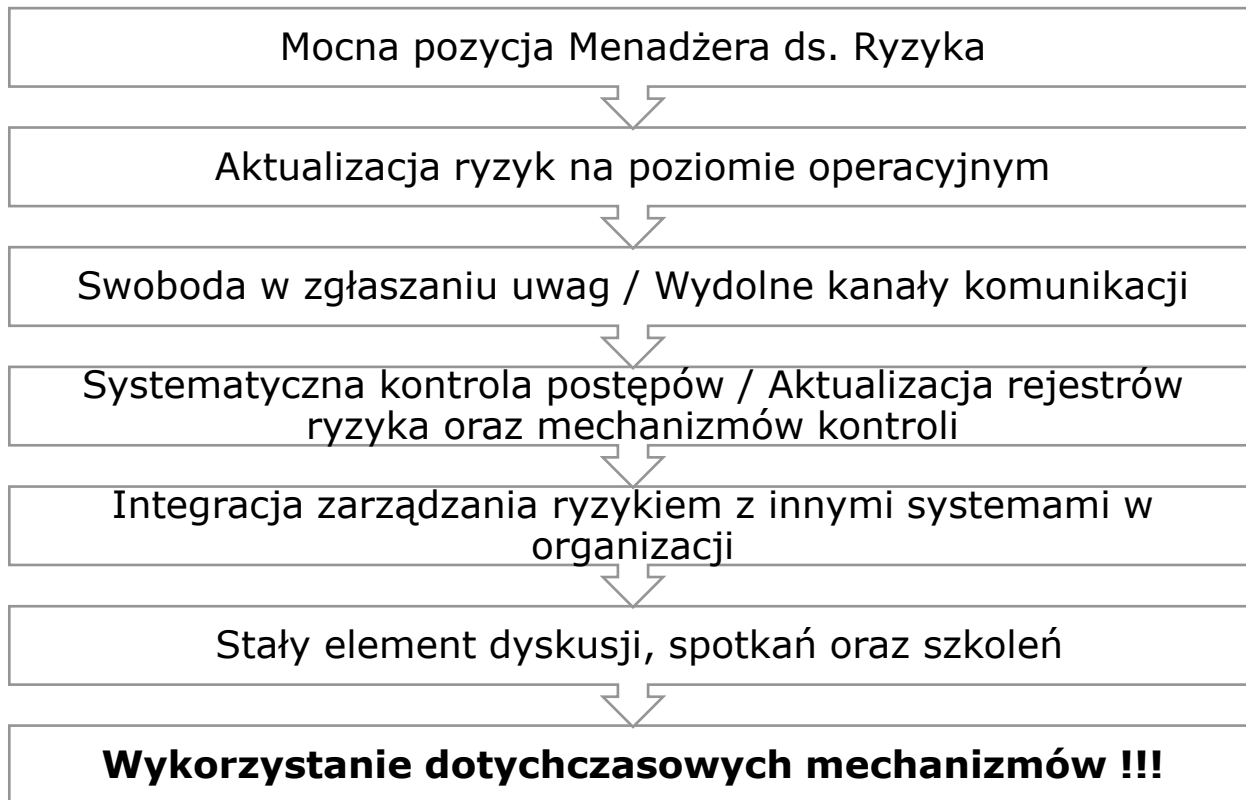 Mocna pozycja Menadżera ds. Ryzyka
Aktualizacja ryzyk na poziomie operacyjnym
Swoboda w zgłaszaniu uwag / Wydolne kanały komunikacji
Systematyczna kontrola postępów / Aktualizacja rejestrów
ryzyka oraz mechanizmów kontroli
Integracja zarządzania ryzykiem z innymi systemami w
organizacji
Stały element dyskusji, spotkań oraz szkoleń
Wykorzystanie dotychczasowych mechanizmów !!!